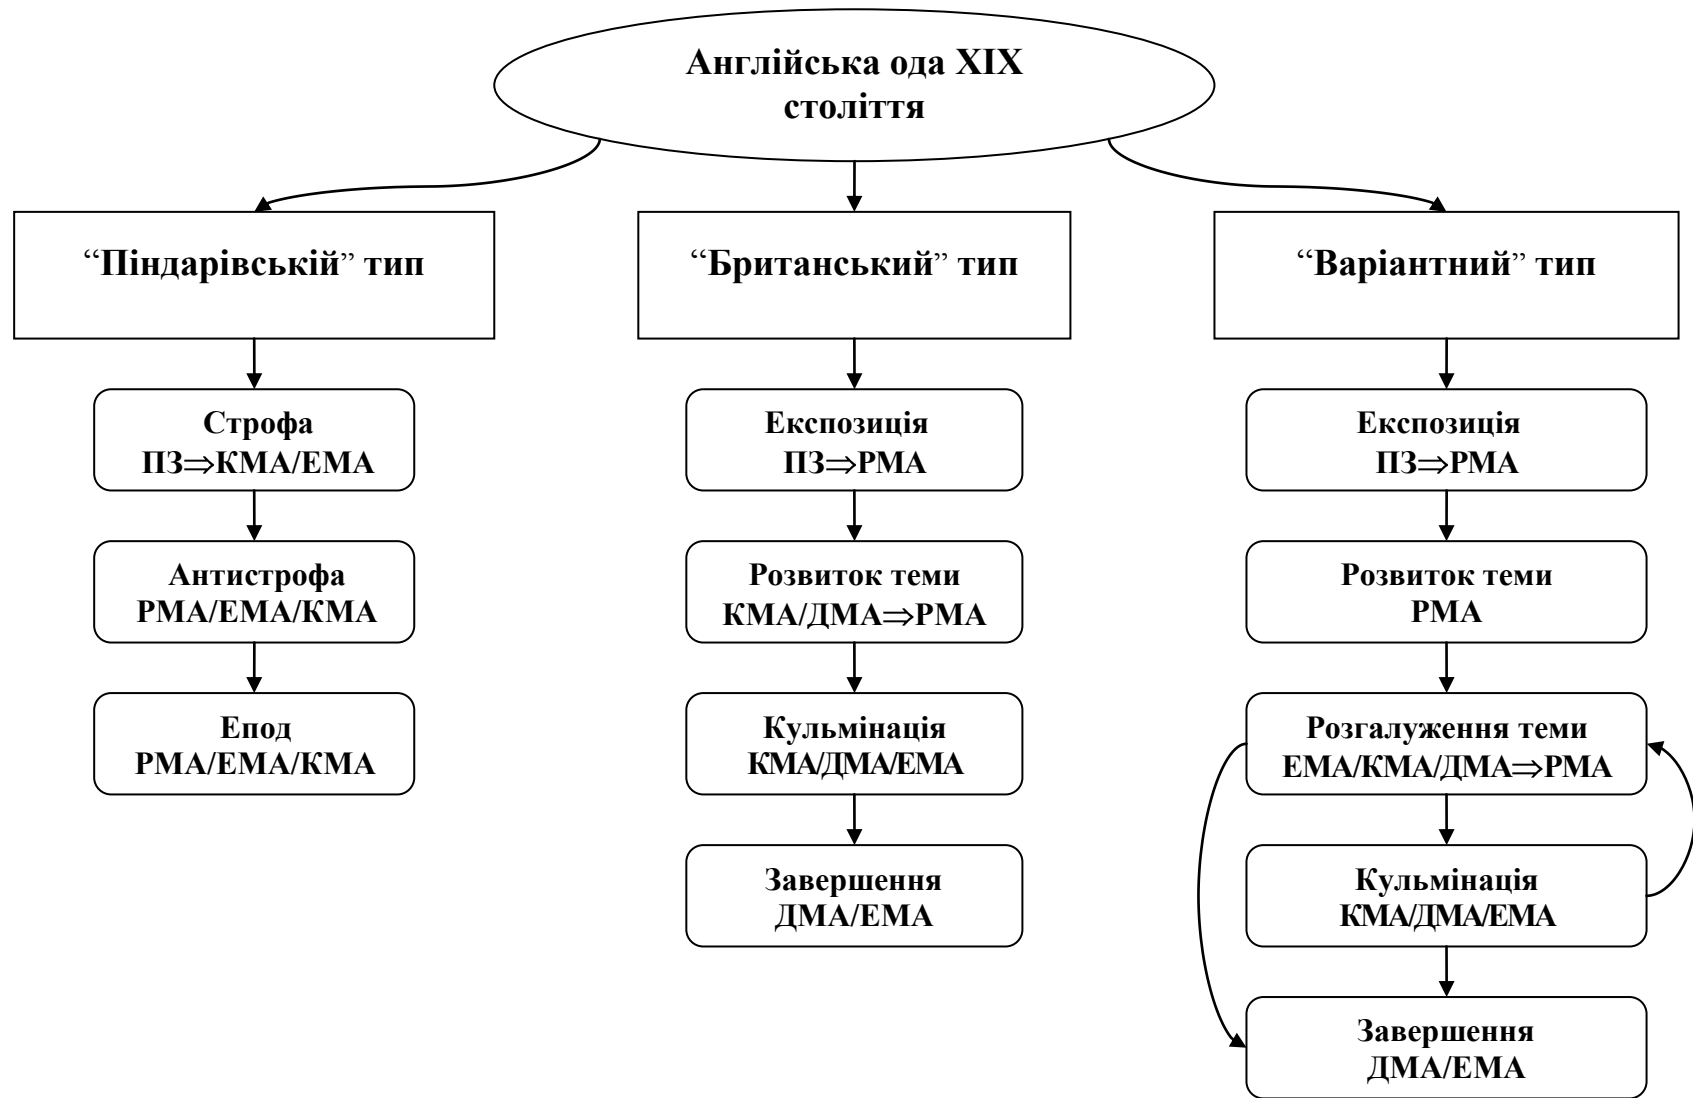 Англійська ода ХІХ
століття
“Піндарівській” тип
“Британський” тип
“Варіантний” тип
Строфа
ПЗ⇒КМА/ЕМА
Антистрофа
РМА/ЕМА/КМА
Епод
РМА/ЕМА/КМА
Експозиція
ПЗ⇒РМА
Розвиток теми
КМА/ДМА⇒РМА
Кульмінація
КМА/ДМА/ЕМА
Завершення
ДМА/ЕМА
Експозиція
ПЗ⇒РМА
Розвиток теми
РМА
Розгалуження теми
ЕМА/КМА/ДМА⇒РМА
Кульмінація
КМА/ДМА/ЕМА
Завершення
ДМА/ЕМА